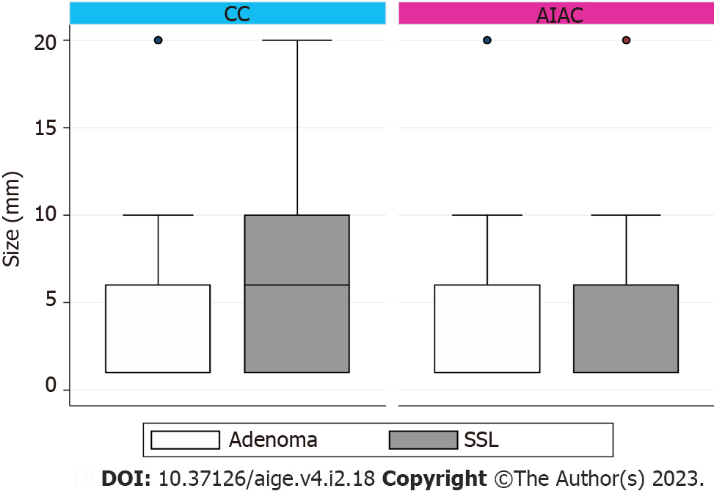 CC AIAC
20
15
10
5
0
Size (mm)
Adenoma SSL
DOI: 10.37126/aige.v4.i2.18 Copyright ©The Author(s) 2023.